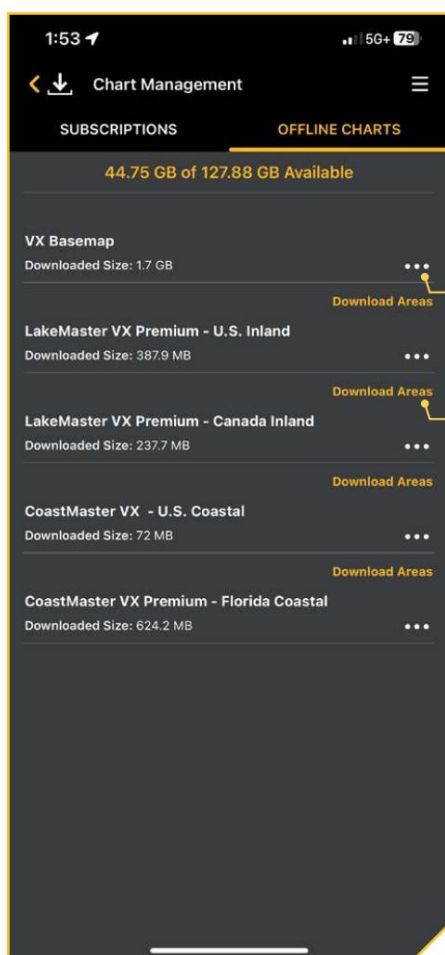 1:53
5G+ 79
Chart Management
SUBSCRIPTIONS OFFLINE CHARTS
44.75 GB of 127.88 GB Available
VX Basemap
Downloaded Size: 1.7 GB
Download Areas
LakeMaster VX Premium - U.S. Inland
Downloaded Size: 387.9 MB
Download Areas
LakeMaster VX Premium - Canada Inland
Downloaded Size: 237.7 MB
Download Areas
CoastMaster VX  - U.S. Coastal
Downloaded Size: 72 MB
Download Areas
CoastMaster VX Premium - Florida Coastal
Downloaded Size: 624.2 MB